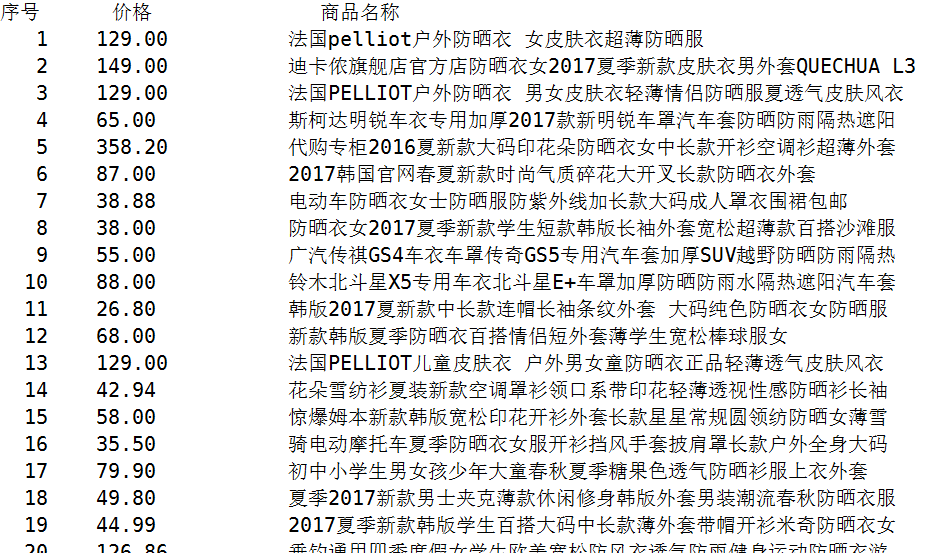 序号 价格 商品名称
1 129.00 法国pelliot户外防晒衣 女皮肤衣超薄防晒服
2 149.00 迪卡侬旗舰店官方店防晒衣女2017夏季新款皮肤衣男外套QUECHUA L3
3 129.00 法国PELLIOT户外防晒衣 男女皮肤衣轻薄情侣防晒服夏透气皮肤风衣
4 65.00 斯柯达明锐车衣专用加厚2017款新明锐车罩汽车套防晒防雨隔热遮阳
5 358.20 代购专柜2016夏新款大码印花朵防晒衣女中长款开衫空调衫超薄外套
6 87.00 2017韩国官网春夏新款时尚气质碎花大开叉长款防晒衣外套
7 38.88 电动车防晒衣女士防晒服防紫外线加长款大码成人罩衣围裙包邮
8 38.00 防晒衣女2017夏季新款学生短款韩版长袖外套宽松超薄款百搭沙滩服
9 55.00 广汽传祺GS4车衣车罩传奇GS5专用汽车套加厚SUV越野防晒防雨隔热
10 88.00 铃木北斗星X5专用车衣北斗星E+车罩加厚防晒防雨水隔热遮阳汽车套
11 26.80 韩版2017夏新款中长款连帽长袖条纹外套 大码纯色防晒衣女防晒服
12 68.00 新款韩版夏季防晒衣百搭情侣短外套薄学生宽松棒球服女
13 129.00 法国PELLIOT儿童皮肤衣 户外男女童防晒衣正品轻薄透气皮肤风衣
14 42.94 花朵雪纺衫夏装新款空调罩衫领口系带印花轻薄透视性感防晒衫长袖
15 58.00 惊爆姆本新款韩版宽松印花开衫外套长款星星常规圆领纺防晒女薄雪
16 35.50 骑电动摩托车夏季防晒衣女服开衫挡风手套披肩罩长款户外全身大码
17 79.90 初中小学生男女孩少年大童春秋夏季糖果色透气防晒衫服上衣外套
18 49.80 夏季2017新款男士夹克薄款休闲修身韩版外套男装潮流春秋防晒衣服
19 44.99 2017夏季新款韩版学生百搭大码中长款薄外套带帽开衫米奇防晒衣女
20 126.86 垂钓通用四季度假女学生欧美宽松防风衣透气防雨健身运动防晒衣游